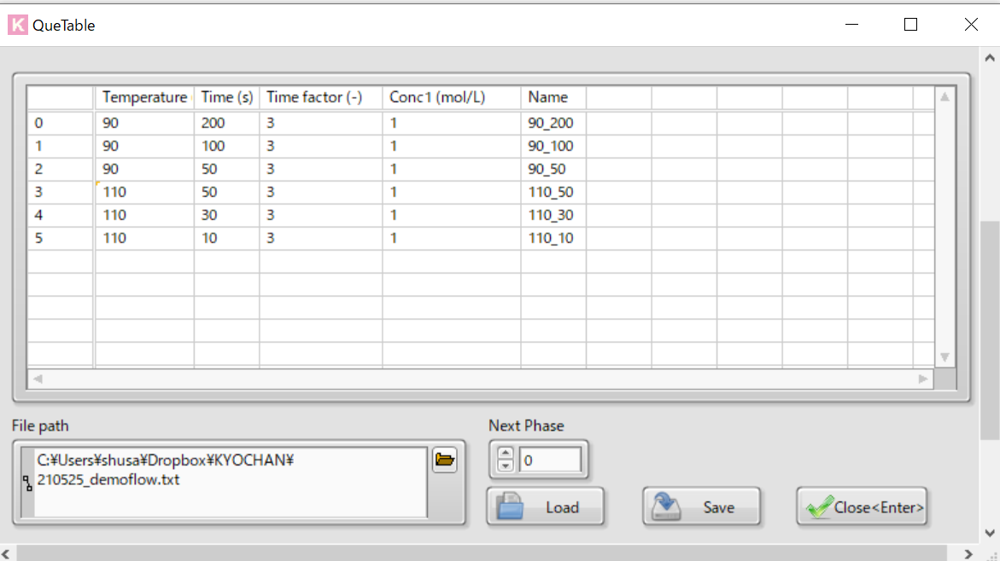 K QueTable
Temperature Time (s) Time factor (-) Conc1 (mol/L) Name
0 90 200 3 1 90_200
1 90 100 3 1 90_100
2 90 50 3 1 90_50
3 110 50 3 1 110_50
4 110 30 3 1 110_30
5 110 10 3 1 110_10
File path
C:¥Users¥shusa¥Dropbox¥KYOCHAN¥
210525_demoflow.txt
Next Phase
0
Load Save Close<Enter>